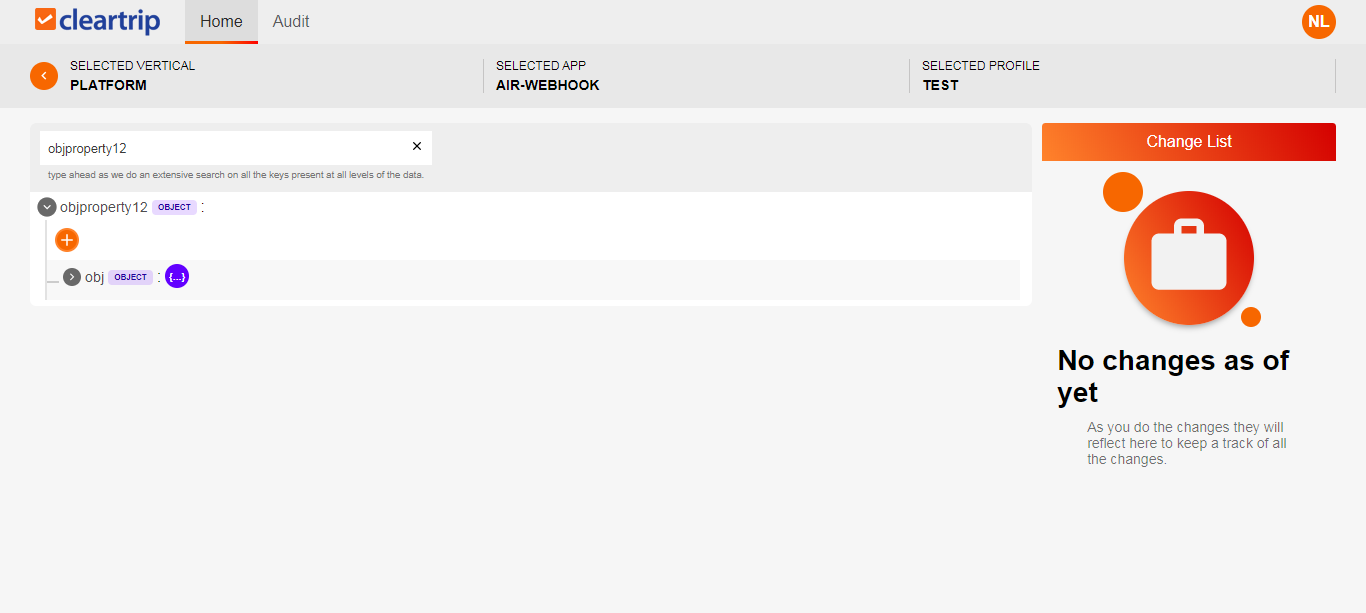 cleartrip
Home
Audit
NL
SELECTED VERTICAL
PLATFORM
SELECTED APP
AIR-WEBHOOK
SELECTED PROFILE
TEST
objproperty12
type ahead as we do an extensive search on all the keys present at all levels of the data.
objproperty12 OBJECT :
obj OBJECT : {...}
Change List
No changes as of
yet
As you do the changes they will
reflect here to keep a track of all
the changes.